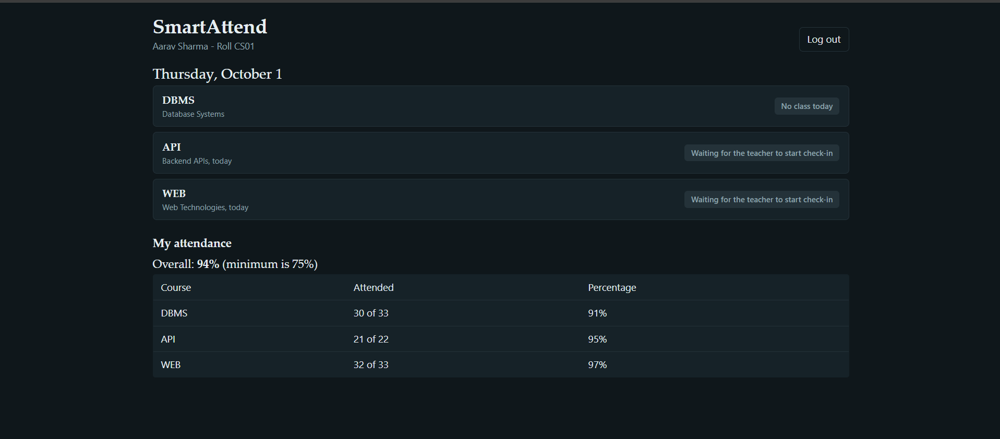 SmartAttend
Aarav Sharma - Roll CS01
Log out
Thursday, October 1
DBMS
Database Systems
No class today
API
Backend APIs, today
Waiting for the teacher to start check-in
WEB
Web Technologies, today
Waiting for the teacher to start check-in
My attendance
Overall: 94% (minimum is 75%)
Course Attended Percentage
DBMS 30 of 33 91%
API 21 of 22 95%
WEB 32 of 33 97%